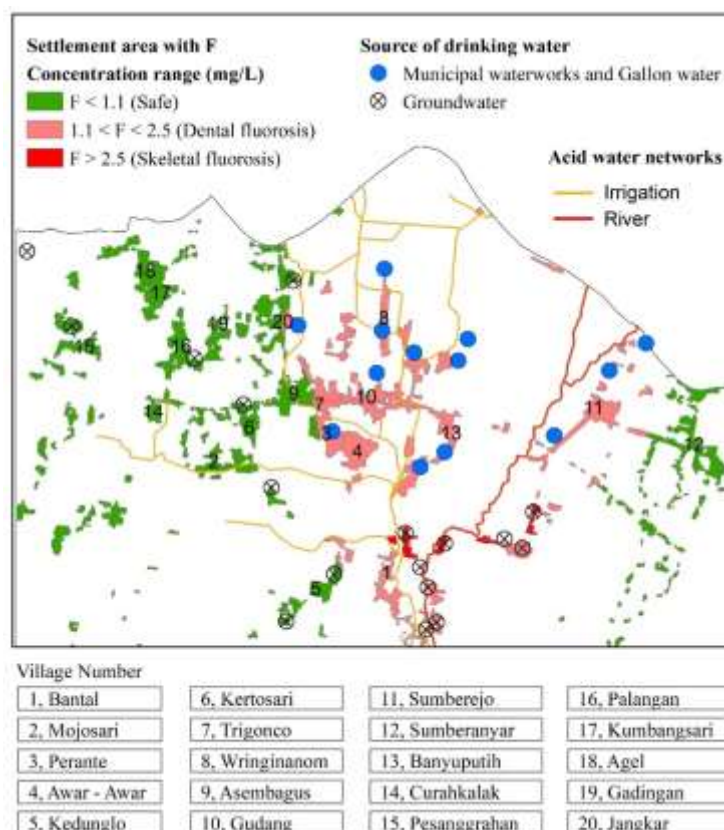 Settlement area with F
Concentration range (mg/L)
F < 1.1 (Safe)
1.1 < F < 2.5 (Dental fluorosis)
F > 2.5 (Skeletal fluorosis)
Source of drinking water
Municipal waterworks and Gallon water
Groundwater
Acid water networks
Irrigation
River
18
17
19
20
8
15
16
9
14
7
10
11
6
3
13
4
12
2
1
5
Village Number
1, Bantal
2, Mojosari
3, Perante
4, Awar - Awar
5, Kedunglo
6, Kertosari
7, Trigonco
8, Wringinanom
9, Asembagus
10, Gudang
11, Sumberejo
12, Sumberanyar
13, Banyuputih
14, Curahkalak
15, Pesanggrahan
16, Palangan
17, Kumbangsari
18, Agel
19, Gadingan
20, Jangkar